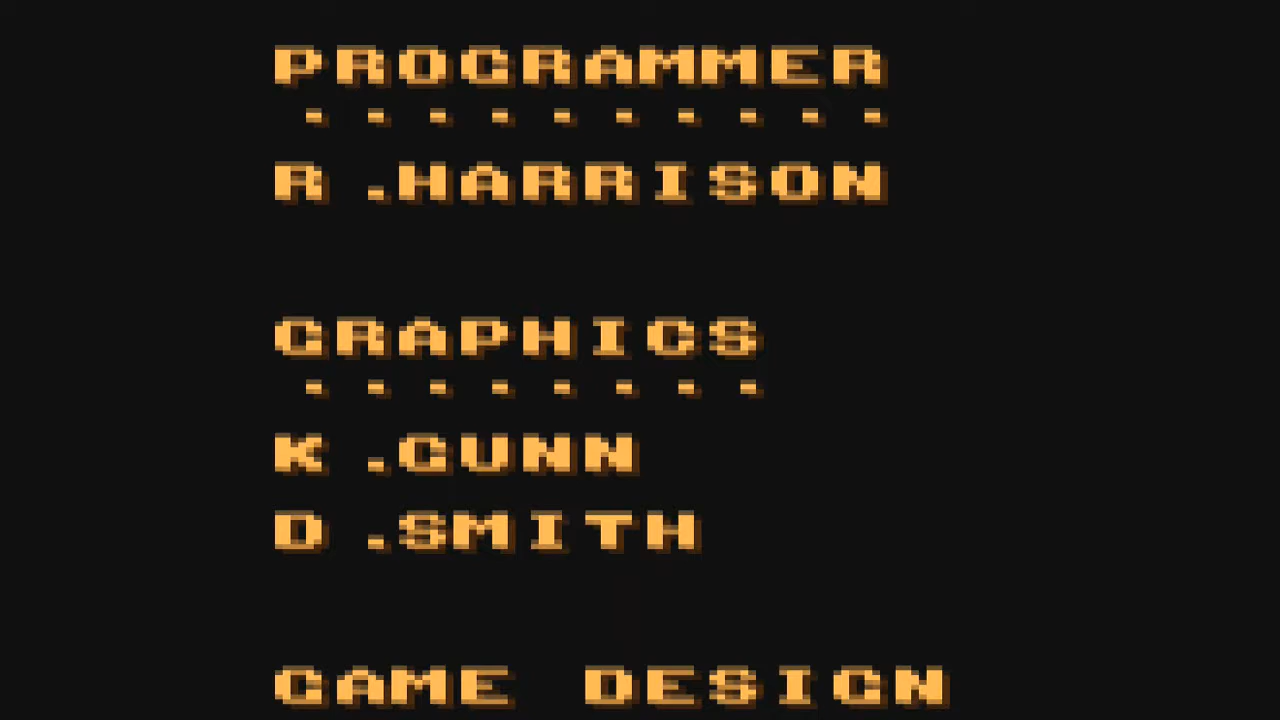 PROGRAMMER
..........
R.HARRISON
GRAPHICS
........
K.GUNN
D.SMITH
GAME DESIGN